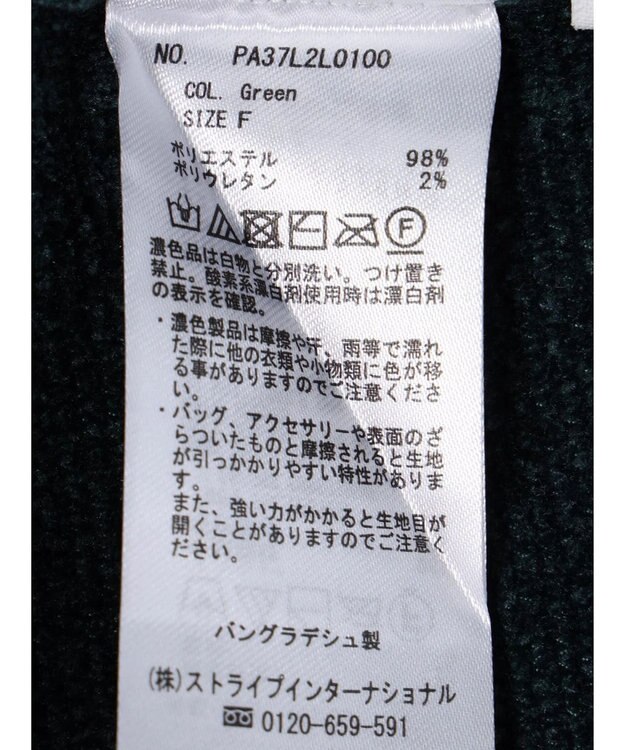 NO. PA37L2L0100
COL. Green
SIZE F
ポリエステル 98%
ポリウレタン 2%
F
濃色品は白物と分別洗い。つけ置き
禁止。酸素系漂白剤使用時は漂白剤
の表示を確認。
・濃色製品は摩擦や汗、雨等で濡れ
た際に他の衣類や小物類に色が移
る事がありますのでご注意くださ
い。
・バッグ、アクセサリーや表面のざ
らついたものと摩擦されると生地
が引っかかりやすい特性がありま
す。
また、強い力がかかると生地目が
開くことがありますのでご注意く
ださい。
バングラデシュ製
(株)ストライプインターナショナル
0120-659-591